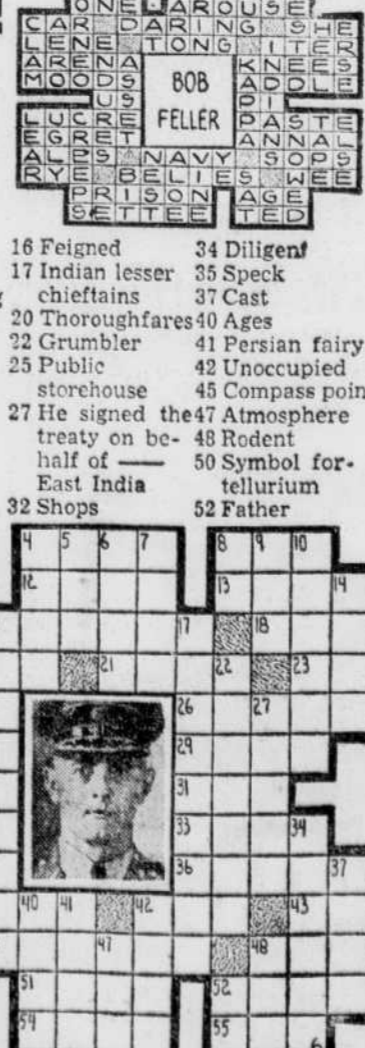 ONE AROUSE
CAR DARING SHE
LENE TONG ITER
ARENA KNEES
MOODS ADDLE
US PI
BOB
FELLER
LUCRE PASTE
EGRET ANNAL
ALPS NAVY SOPS
RYE BELIES WEE
PRISON AGE
SETTEE TED
16 Feigned
17 Indian lesser
chieftains
20 Thoroughfares
22 Grumbler
25 Public
storehouse
27 He signed the
treaty on be-
half of ——
East India
32 Shops
34 Diligent
35 Speck
37 Cast
40 Ages
41 Persian fairy
42 Unoccupied
45 Compass poin
47 Atmosphere
48 Rodent
50 Symbol for
tellurium
52 Father
4 5 6 7 8 9 10
12 13 14
17 18
21 22 23
26 27
29
31
33 34
36 37
40 41 42 43
47 48
51 52
54 55
6